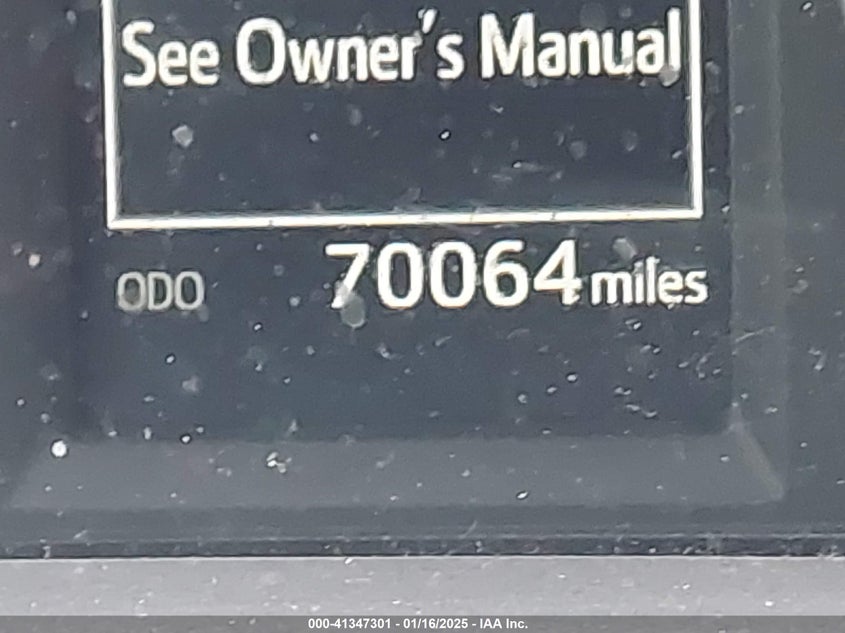 See Owner's Manual
ODO 70064 miles
000-41347301 - 01/16/2025 - IAA Inc.